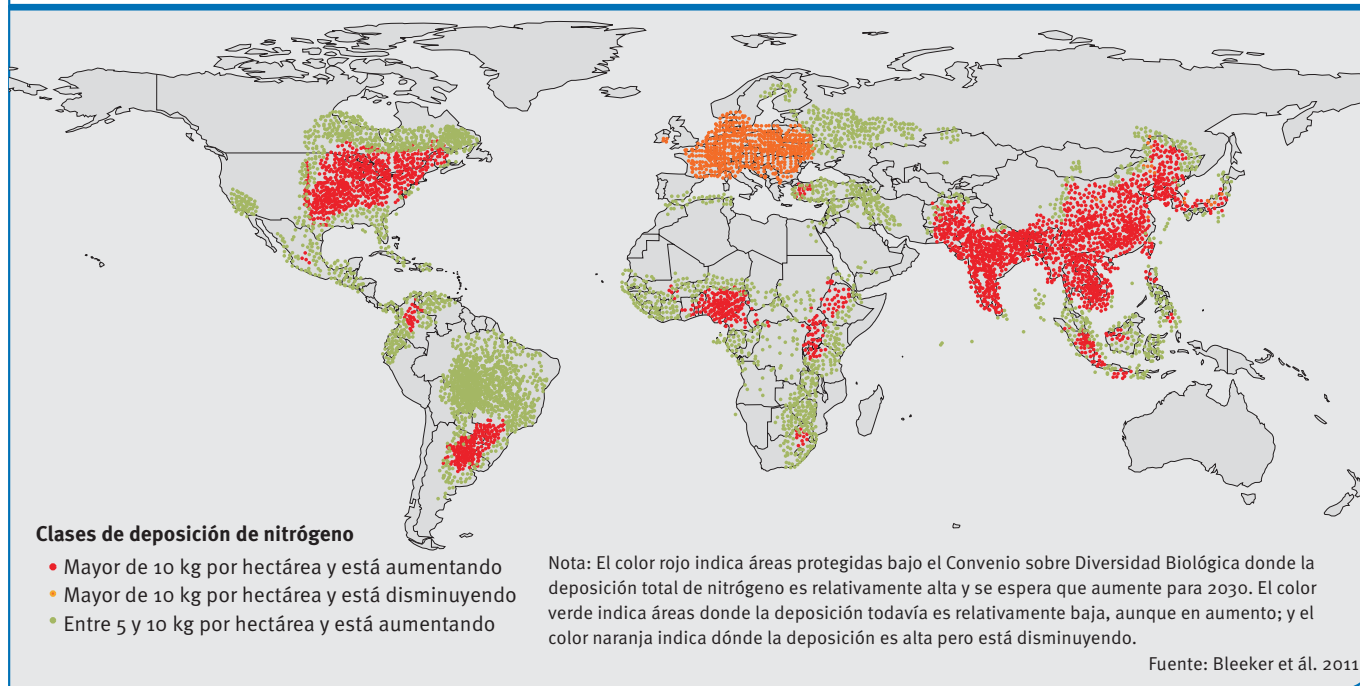 Clases de deposición de nitrógeno
Mayor de 10 kg por hectárea y está aumentando
Mayor de 10 kg por hectárea y está disminuyendo
Entre 5 y 10 kg por hectárea y está aumentando
Nota: El color rojo indica áreas protegidas bajo el Convenio sobre Diversidad Biológica donde la
deposición total de nitrógeno es relativamente alta y se espera que aumente para 2030. El color
verde indica áreas donde la deposición todavía es relativamente baja, aunque en aumento; y el
color naranja indica dónde la deposición es alta pero está disminuyendo.
Fuente: Bleeker et ál. 2011